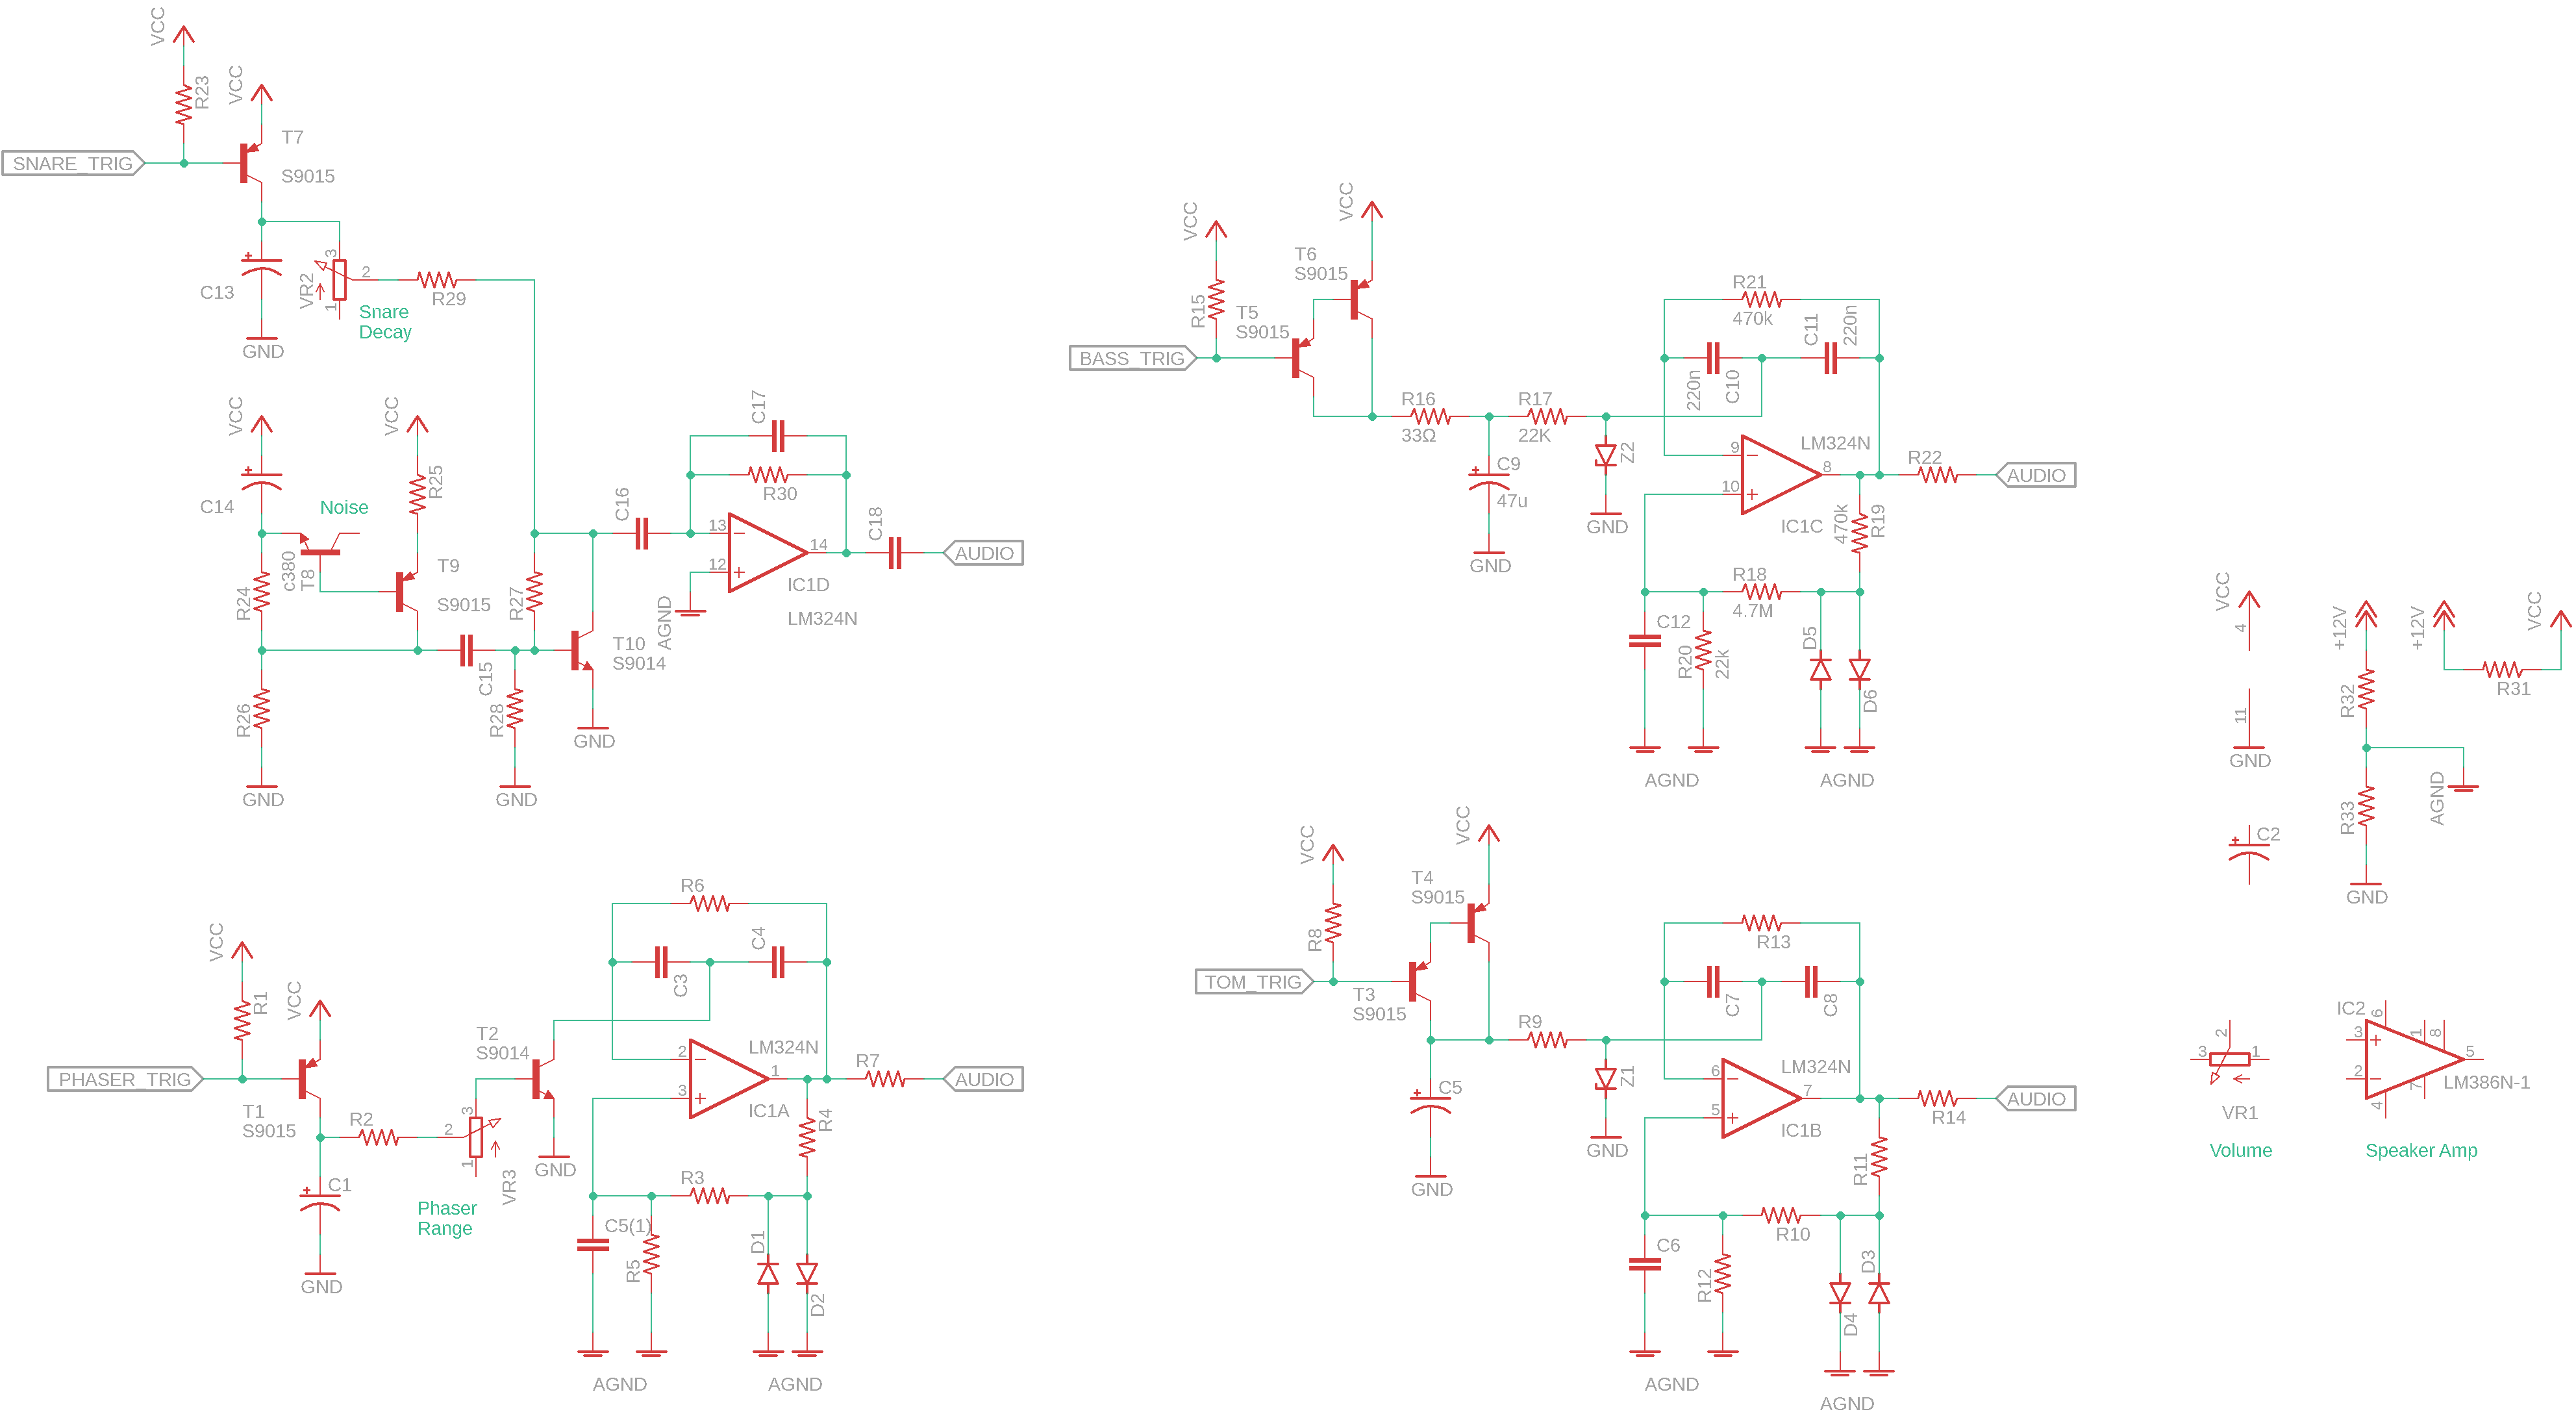 VCC
R23
VCC
T7
S9015
SNARE_TRIG
C13
GND
VR2
3
2
1
R29
Snare
Decay
VCC
C14
Noise
c380
T8
VCC
R25
T9
S9015
R24
R26
GND
C15
R27
R28
GND
T10
S9014
GND
C16
C17
R30
13
12
14
IC1D
LM324N
AGND
C18
AUDIO
VCC
R1
VCC
PHASER_TRIG
T1
S9015
R2
C1
GND
2
3
1
VR3
Phaser
Range
T2
S9014
GND
R6
C3
C4
2
3
1
LM324N
IC1A
R7
AUDIO
R4
R3
C5(1)
R5
D1
D2
AGND
AGND
VCC
R15
VCC
T6
S9015
T5
S9015
BASS_TRIG
R16
33Ω
R17
22K
C9
47u
GND
Z2
GND
R21
470k
220n
C10
C11
220n
9
10
8
LM324N
IC1C
R22
AUDIO
470k
R19
R18
4.7M
C12
R20
22k
D5
D6
AGND
AGND
VCC
R8
VCC
T4
S9015
TOM_TRIG
T3
S9015
R9
C5
GND
Z1
GND
R13
C7
C8
6
5
7
LM324N
IC1B
R14
AUDIO
R11
R10
C6
R12
D4
D3
AGND
AGND
VCC
4
11
GND
C2
+12V
R32
R33
GND
AGND
+12V
R31
VCC
3
2
1
VR1
Volume
IC2
3
2
6
1
8
5
7
4
LM386N-1
Speaker Amp